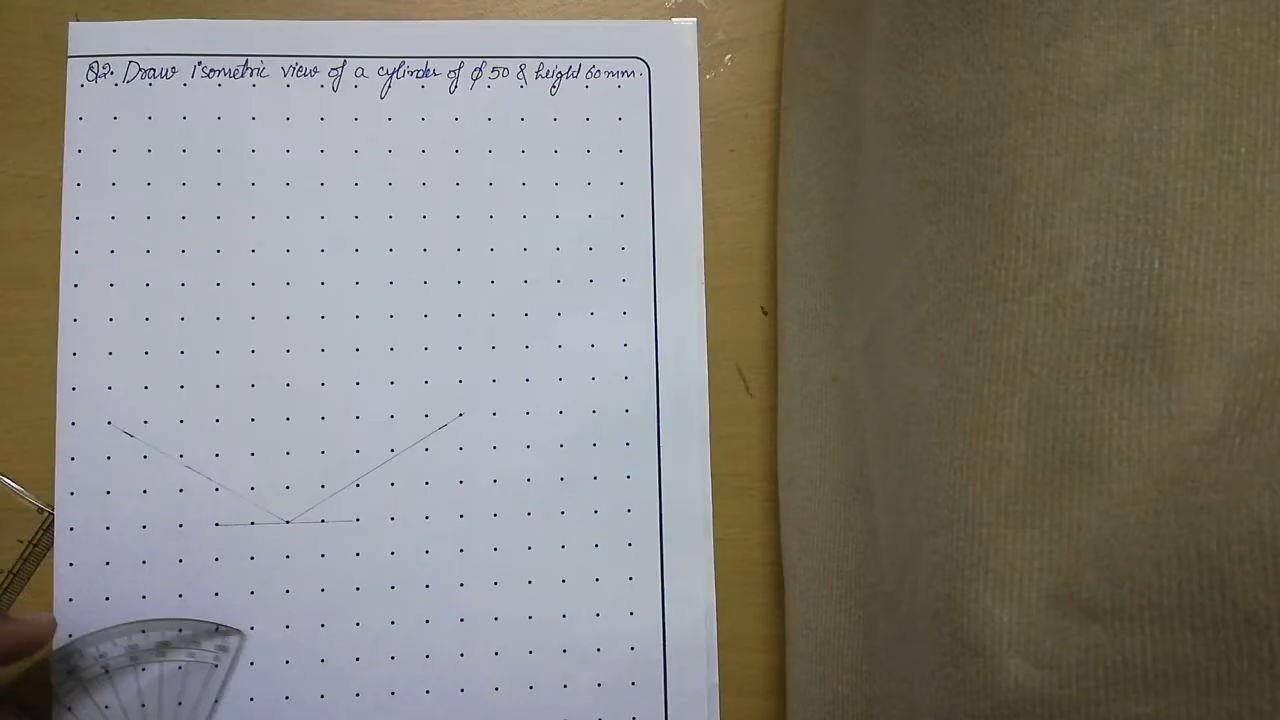 Q2. Draw isometric view of a cylinder of ϕ 50 & height 60mm.